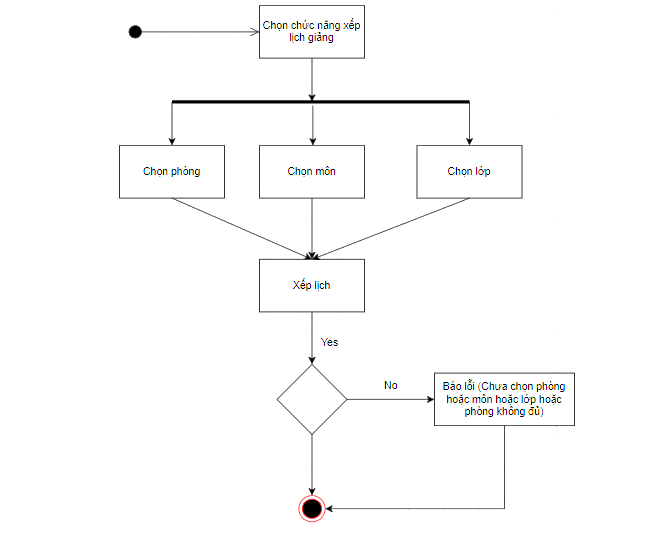 Chọn chức năng xếp
lịch giảng
Chọn phòng
Chọn môn
Chọn lớp
Xếp lịch
Yes
No
Báo lỗi (Chưa chọn phòng
hoặc môn hoặc lớp hoặc
phòng không đủ)